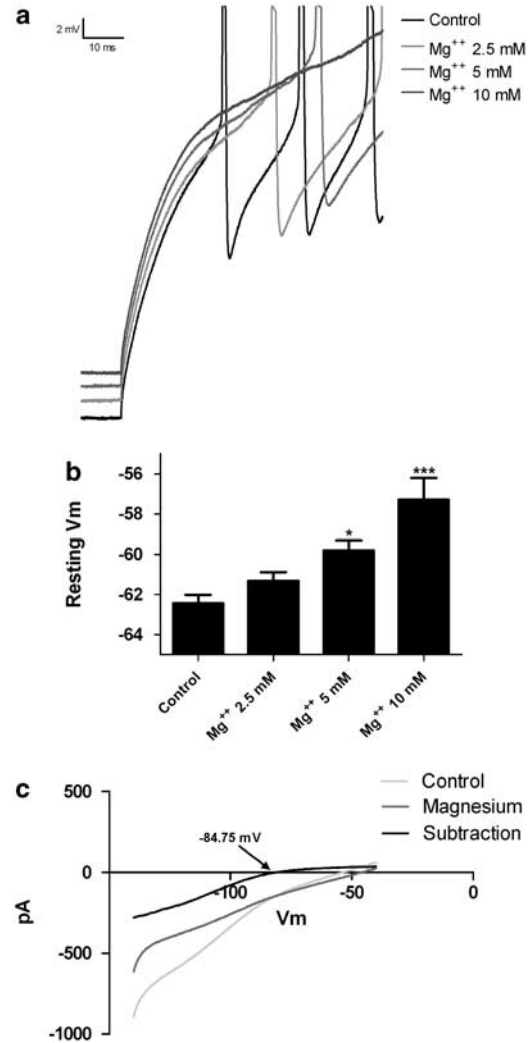 a
2 mV
10 ms
Control
Mg++ 2.5 mM
Mg++ 5 mM
Mg++ 10 mM
b
Resting Vm
-56
-58
-60
-62
-64
*
***
Control
Mg++ 2.5 mM
Mg++ 5 mM
Mg++ 10 mM
c
Control
Magnesium
Subtraction
-84.75 mV
pA
500
0
-500
-1000
-100
-50
0
Vm